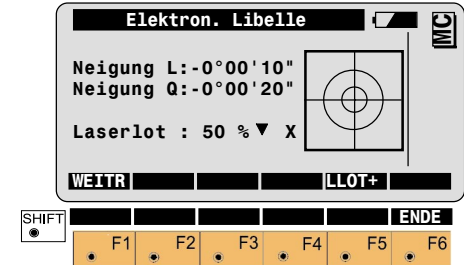 Elektron. Libelle
MC
Neigung L:-0°00'10"
Neigung Q:-0°00'20"
Laserlot : 50 %▼ X
WEITR LLOT+
SHIFT ENDE
F1 F2 F3 F4 F5 F6